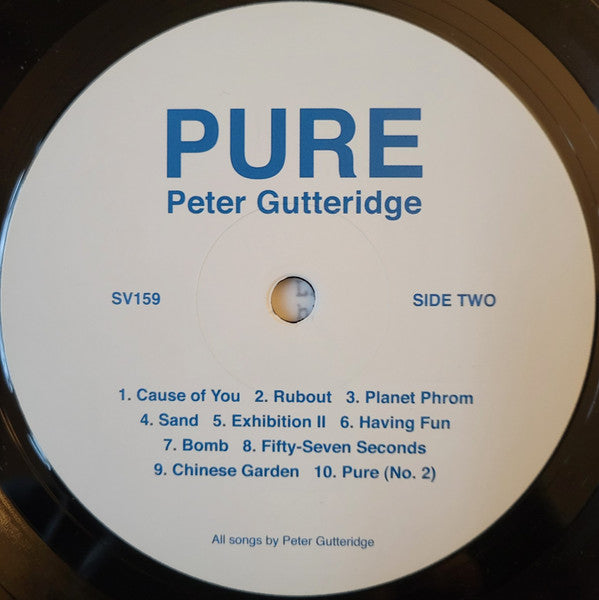 PURE
Peter Gutteridge
SV159
SIDE TWO
1. Cause of You 2. Rubout 3. Planet Phrom
4. Sand 5. Exhibition II 6. Having Fun
7. Bomb 8. Fifty-Seven Seconds
9. Chinese Garden 10. Pure (No. 2)
All songs by Peter Gutteridge